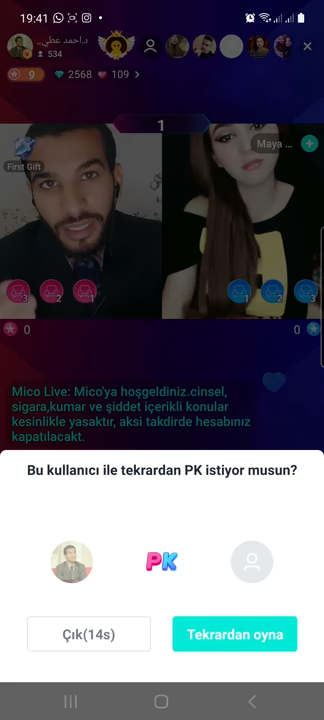 19:41
د.احمد عطي..
534
9
2568 109
1
First Gift
Maya ...
3 2 1
1 2 3
0
0
Mico Live: Mico'ya hoşgeldiniz.cinsel,
sigara,kumar ve şiddet içerikli konular
kesinlikle yasaktır, aksi takdirde hesabınız
kapatılacakt.
Bu kullanıcı ile tekrardan PK istiyor musun?
PK
Çık(14s)
Tekrardan oyna